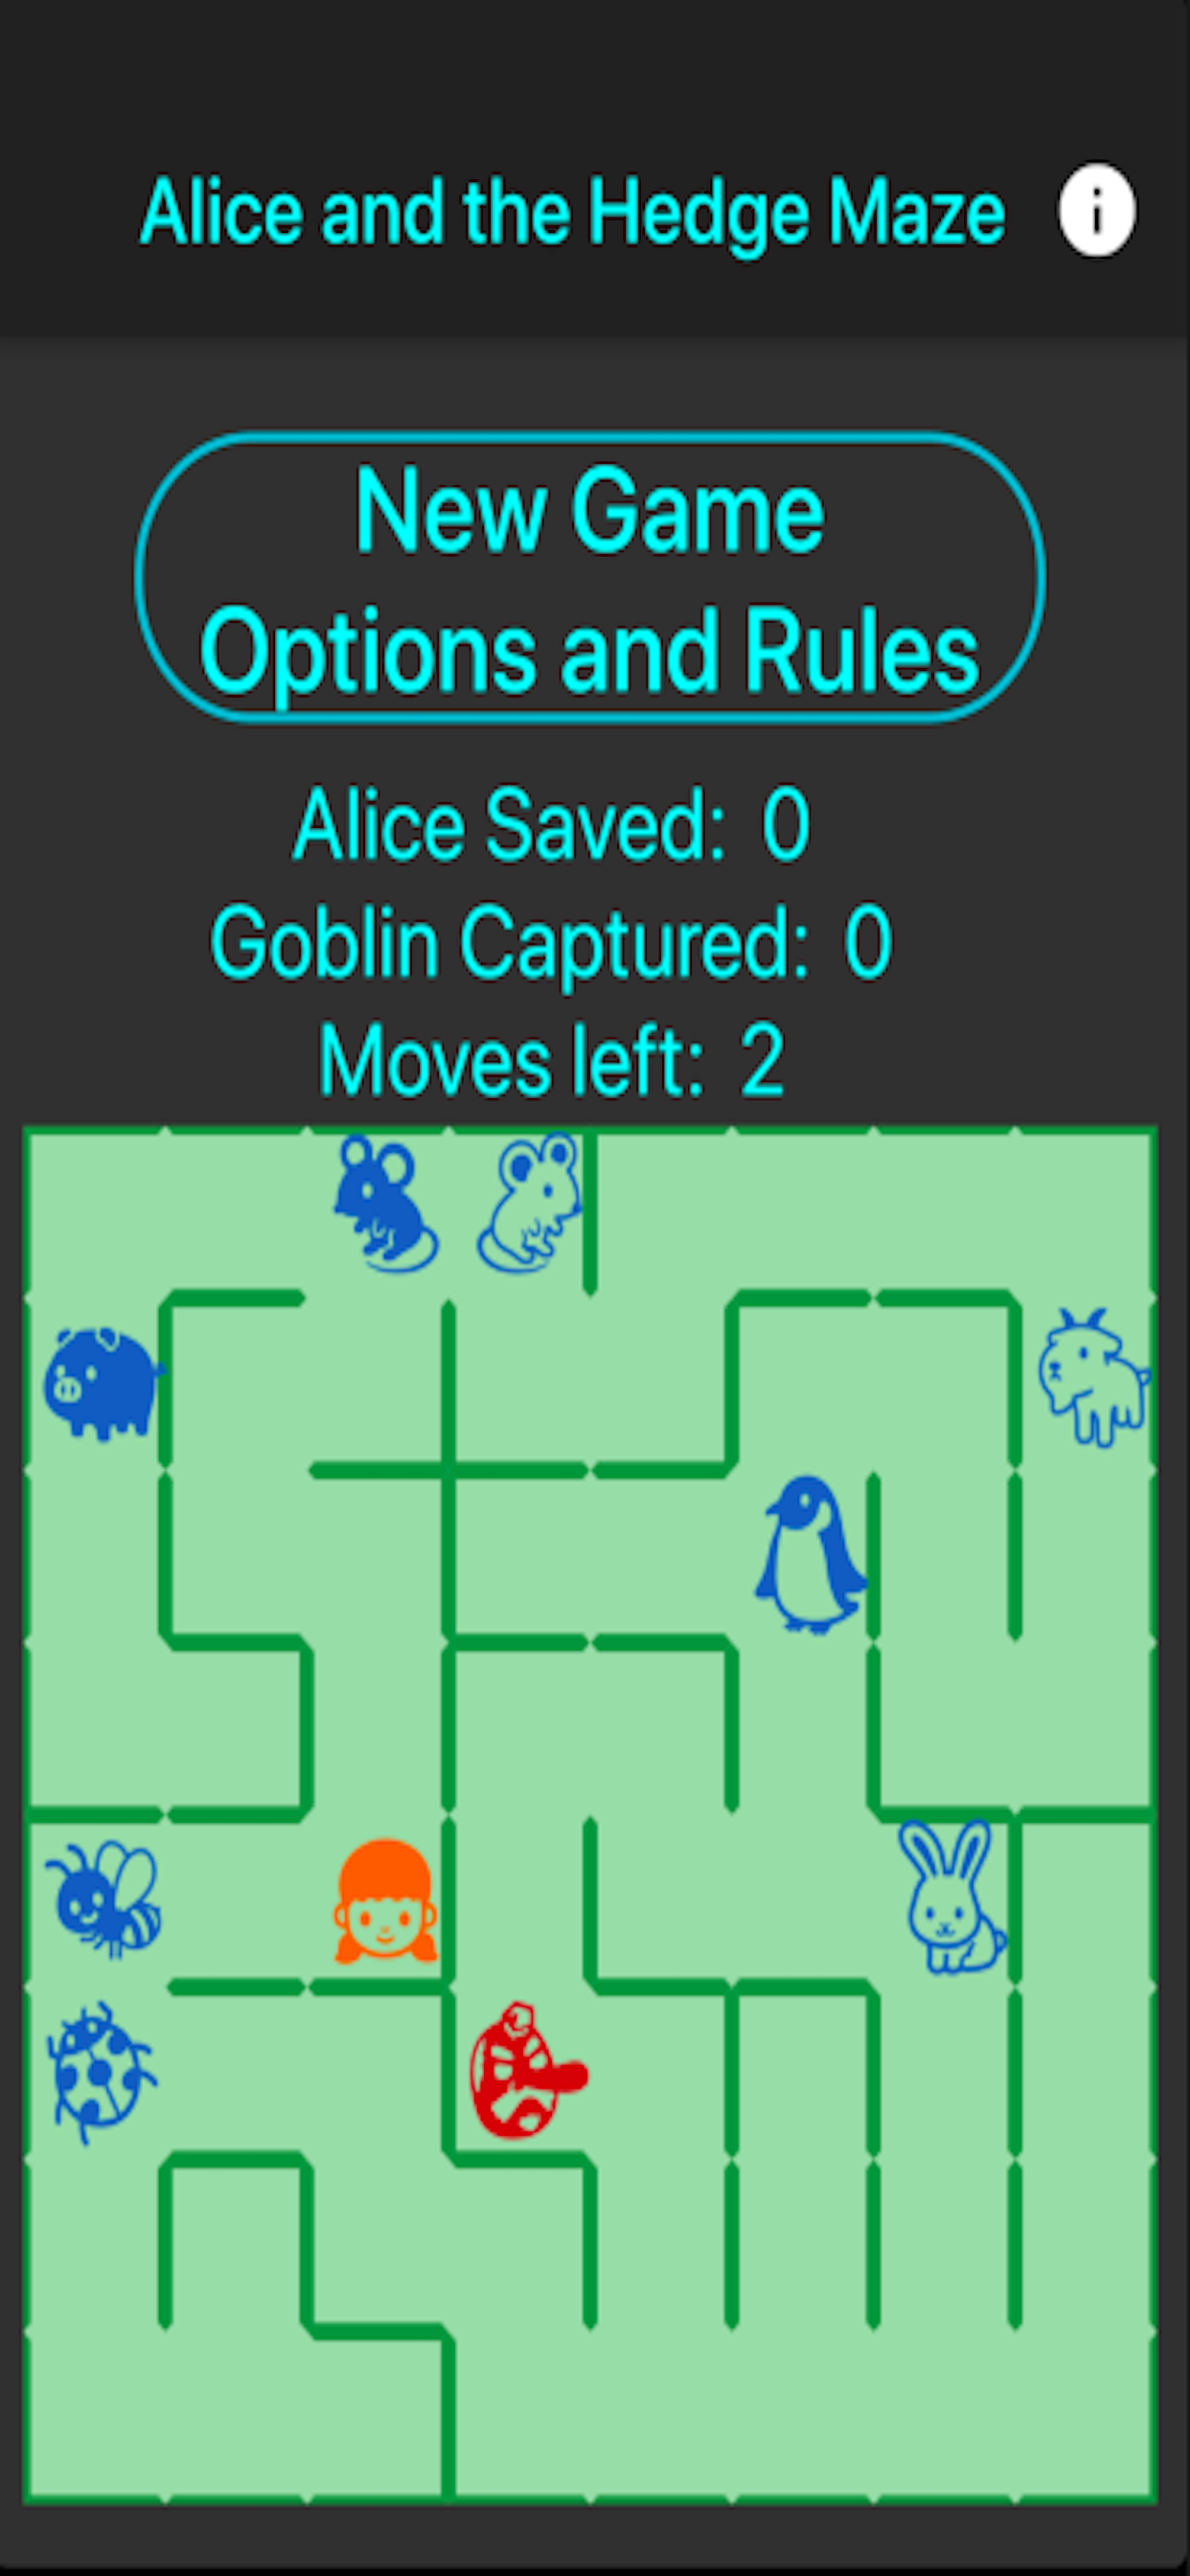 Alice and the Hedge Maze i
New Game
Options and Rules
Alice Saved: 0
Goblin Captured: 0
Moves left: 2